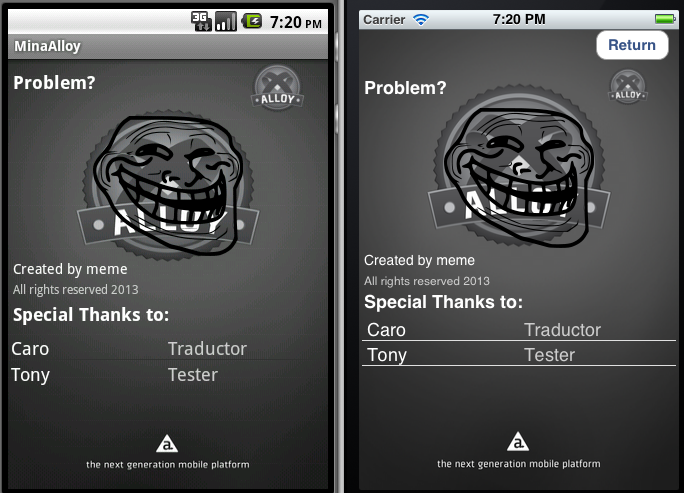 3G 7:20 PM
MinaAlloy
Problem?
ALLOY
ALLOY
Created by meme
All rights reserved 2013
Special Thanks to:
Caro Traductor
Tony Tester
a
the next generation mobile platform
Carrier 7:20 PM
Return
Problem?
ALLOY
ALLOY
Created by meme
All rights reserved 2013
Special Thanks to:
Caro Traductor
Tony Tester
a
the next generation mobile platform